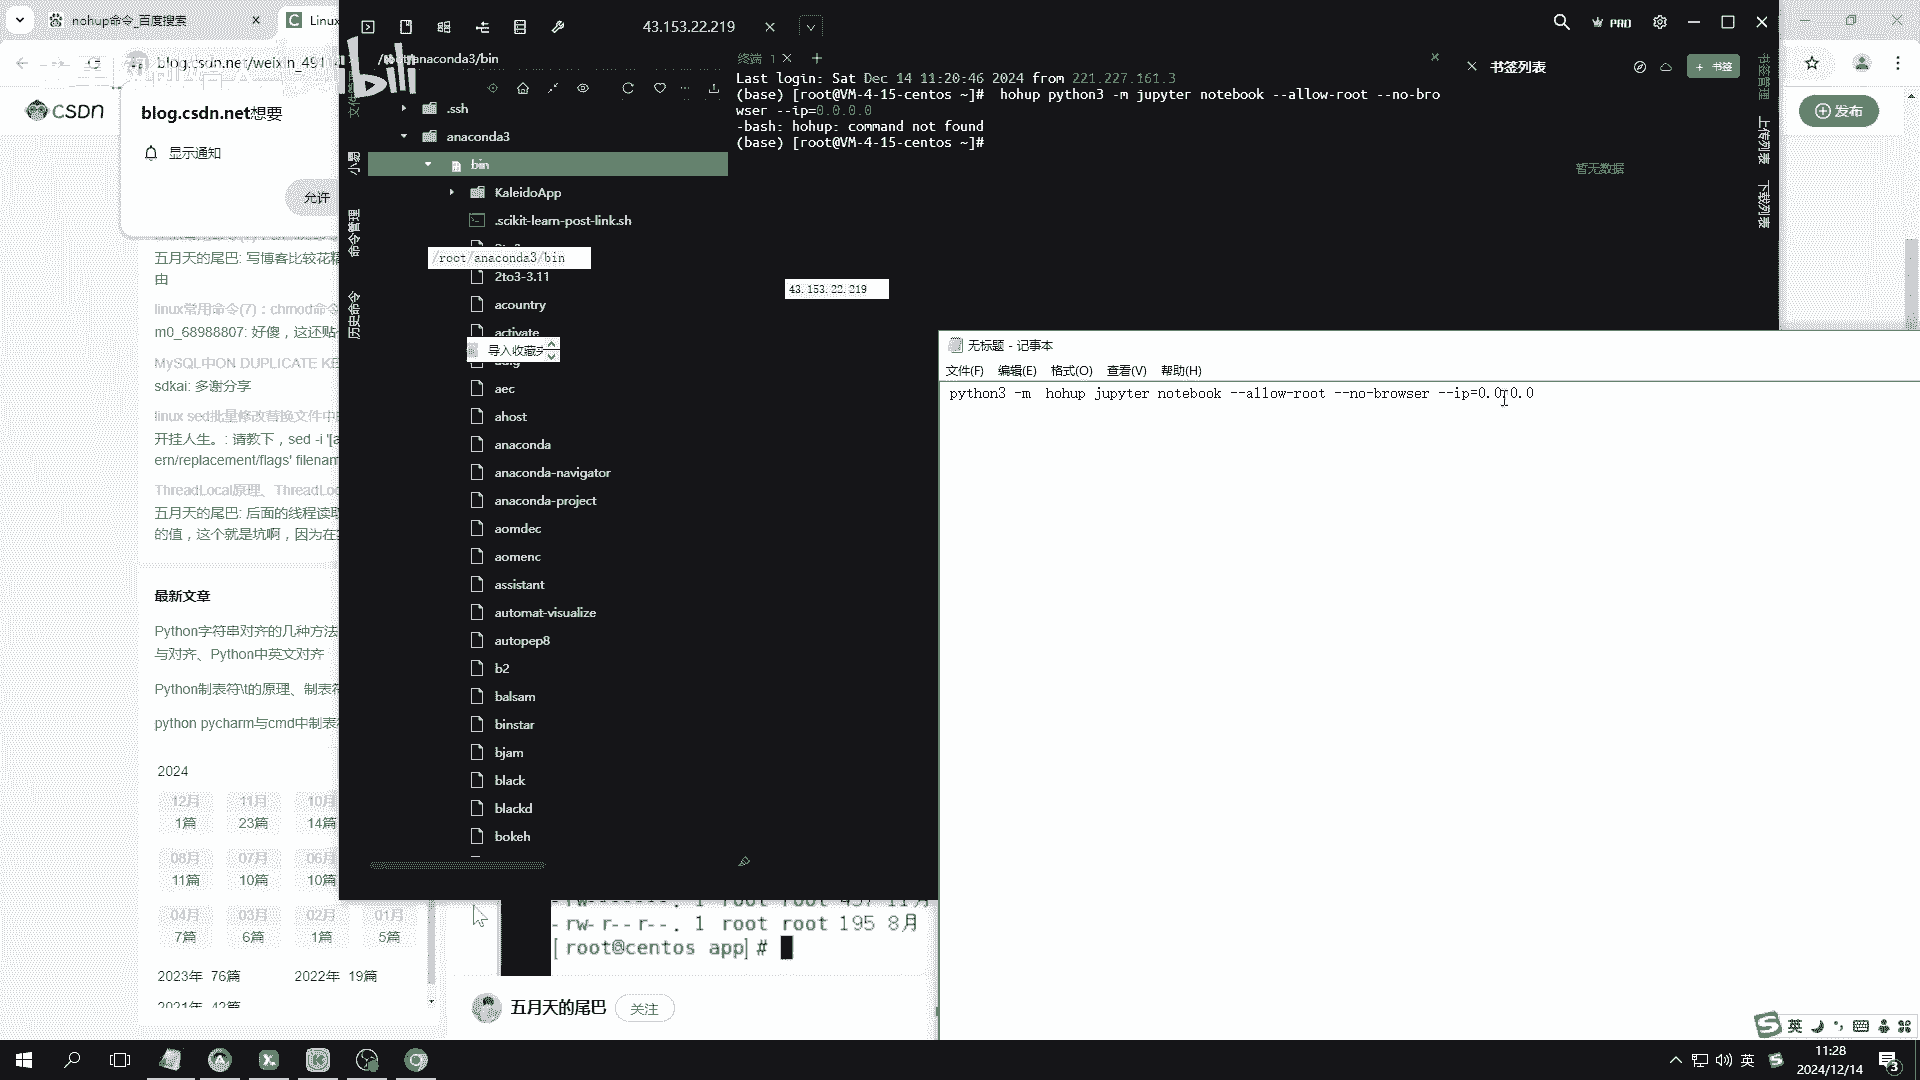 nohup命令_百度搜索
Linux
43.153.22.219
PRO
blog.csdn.net/weixin_4911
/root/anaconda3/bin
bili
终端 1
书签列表
+ 书签
CSDN
blog.csdn.net想要
显示通知
允许
发布
Last login: Sat Dec 14 11:20:46 2024 from 221.227.161.3
(base) [root@VM-4-15-centos ~]#  hohup python3 -m jupyter notebook --allow-root --no-bro
wser --ip=0.0.0.0
-bash: hohup: command not found
(base) [root@VM-4-15-centos ~]#
暂无数据
书签管理
上传列表
下载列表
小易
命令管理
历史命令
.ssh
anaconda3
bin
KaleidoApp
.scikit-learn-post-link.sh
/root/anaconda3/bin
2to3-3.11
acountry
activate
导入收藏夹
aec
ahost
anaconda
anaconda-navigator
anaconda-project
aomdec
aomenc
assistant
automat-visualize
autopep8
b2
balsam
binstar
bjam
black
blackd
bokeh
43.153.22.219
无标题 - 记事本
文件(F) 编辑(E) 格式(O) 查看(V) 帮助(H)
python3 -m  hohup jupyter notebook --allow-root --no-browser --ip=0.0.0.0
五月天的尾巴: 写博客比较花精
由
linux常用命令(7)：chmod命令
m0_68988807: 好傻，这还贴
MySQL中ON DUPLICATE K
sdkai: 多谢分享
linux sed批量修改替换文件中
开挂人生。: 请教下，sed -i '[a
ern/replacement/flags' filenam
ThreadLocal原理、ThreadLoc
五月天的尾巴: 后面的线程读取
的值，这个就是坑啊，因为在
最新文章
Python字符串对齐的几种方法
与对齐、Python中英文对齐
Python制表符\t的原理、制表符
python pycharm与cmd中制表
2024
12月 11月 10月
1篇 23篇 14篇
08月 07月 06月
11篇 10篇 10篇
04月 03月 02月 01月
7篇 6篇 1篇 5篇
2023年 76篇 2022年 19篇
2021年 42篇
-rw-r--r--. 1 root root 195 8月
[root@centos app]#
五月天的尾巴
关注
英
英
11:28
2024/12/14
3